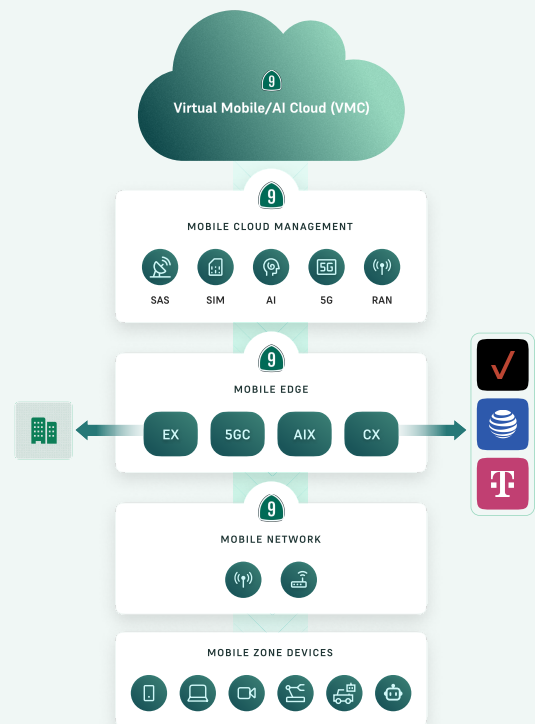 9
Virtual Mobile/AI Cloud (VMC)
9
MOBILE CLOUD MANAGEMENT
5G
SAS SIM AI 5G RAN
9
MOBILE EDGE
EX 5GC AIX CX
T
9
MOBILE NETWORK
MOBILE ZONE DEVICES